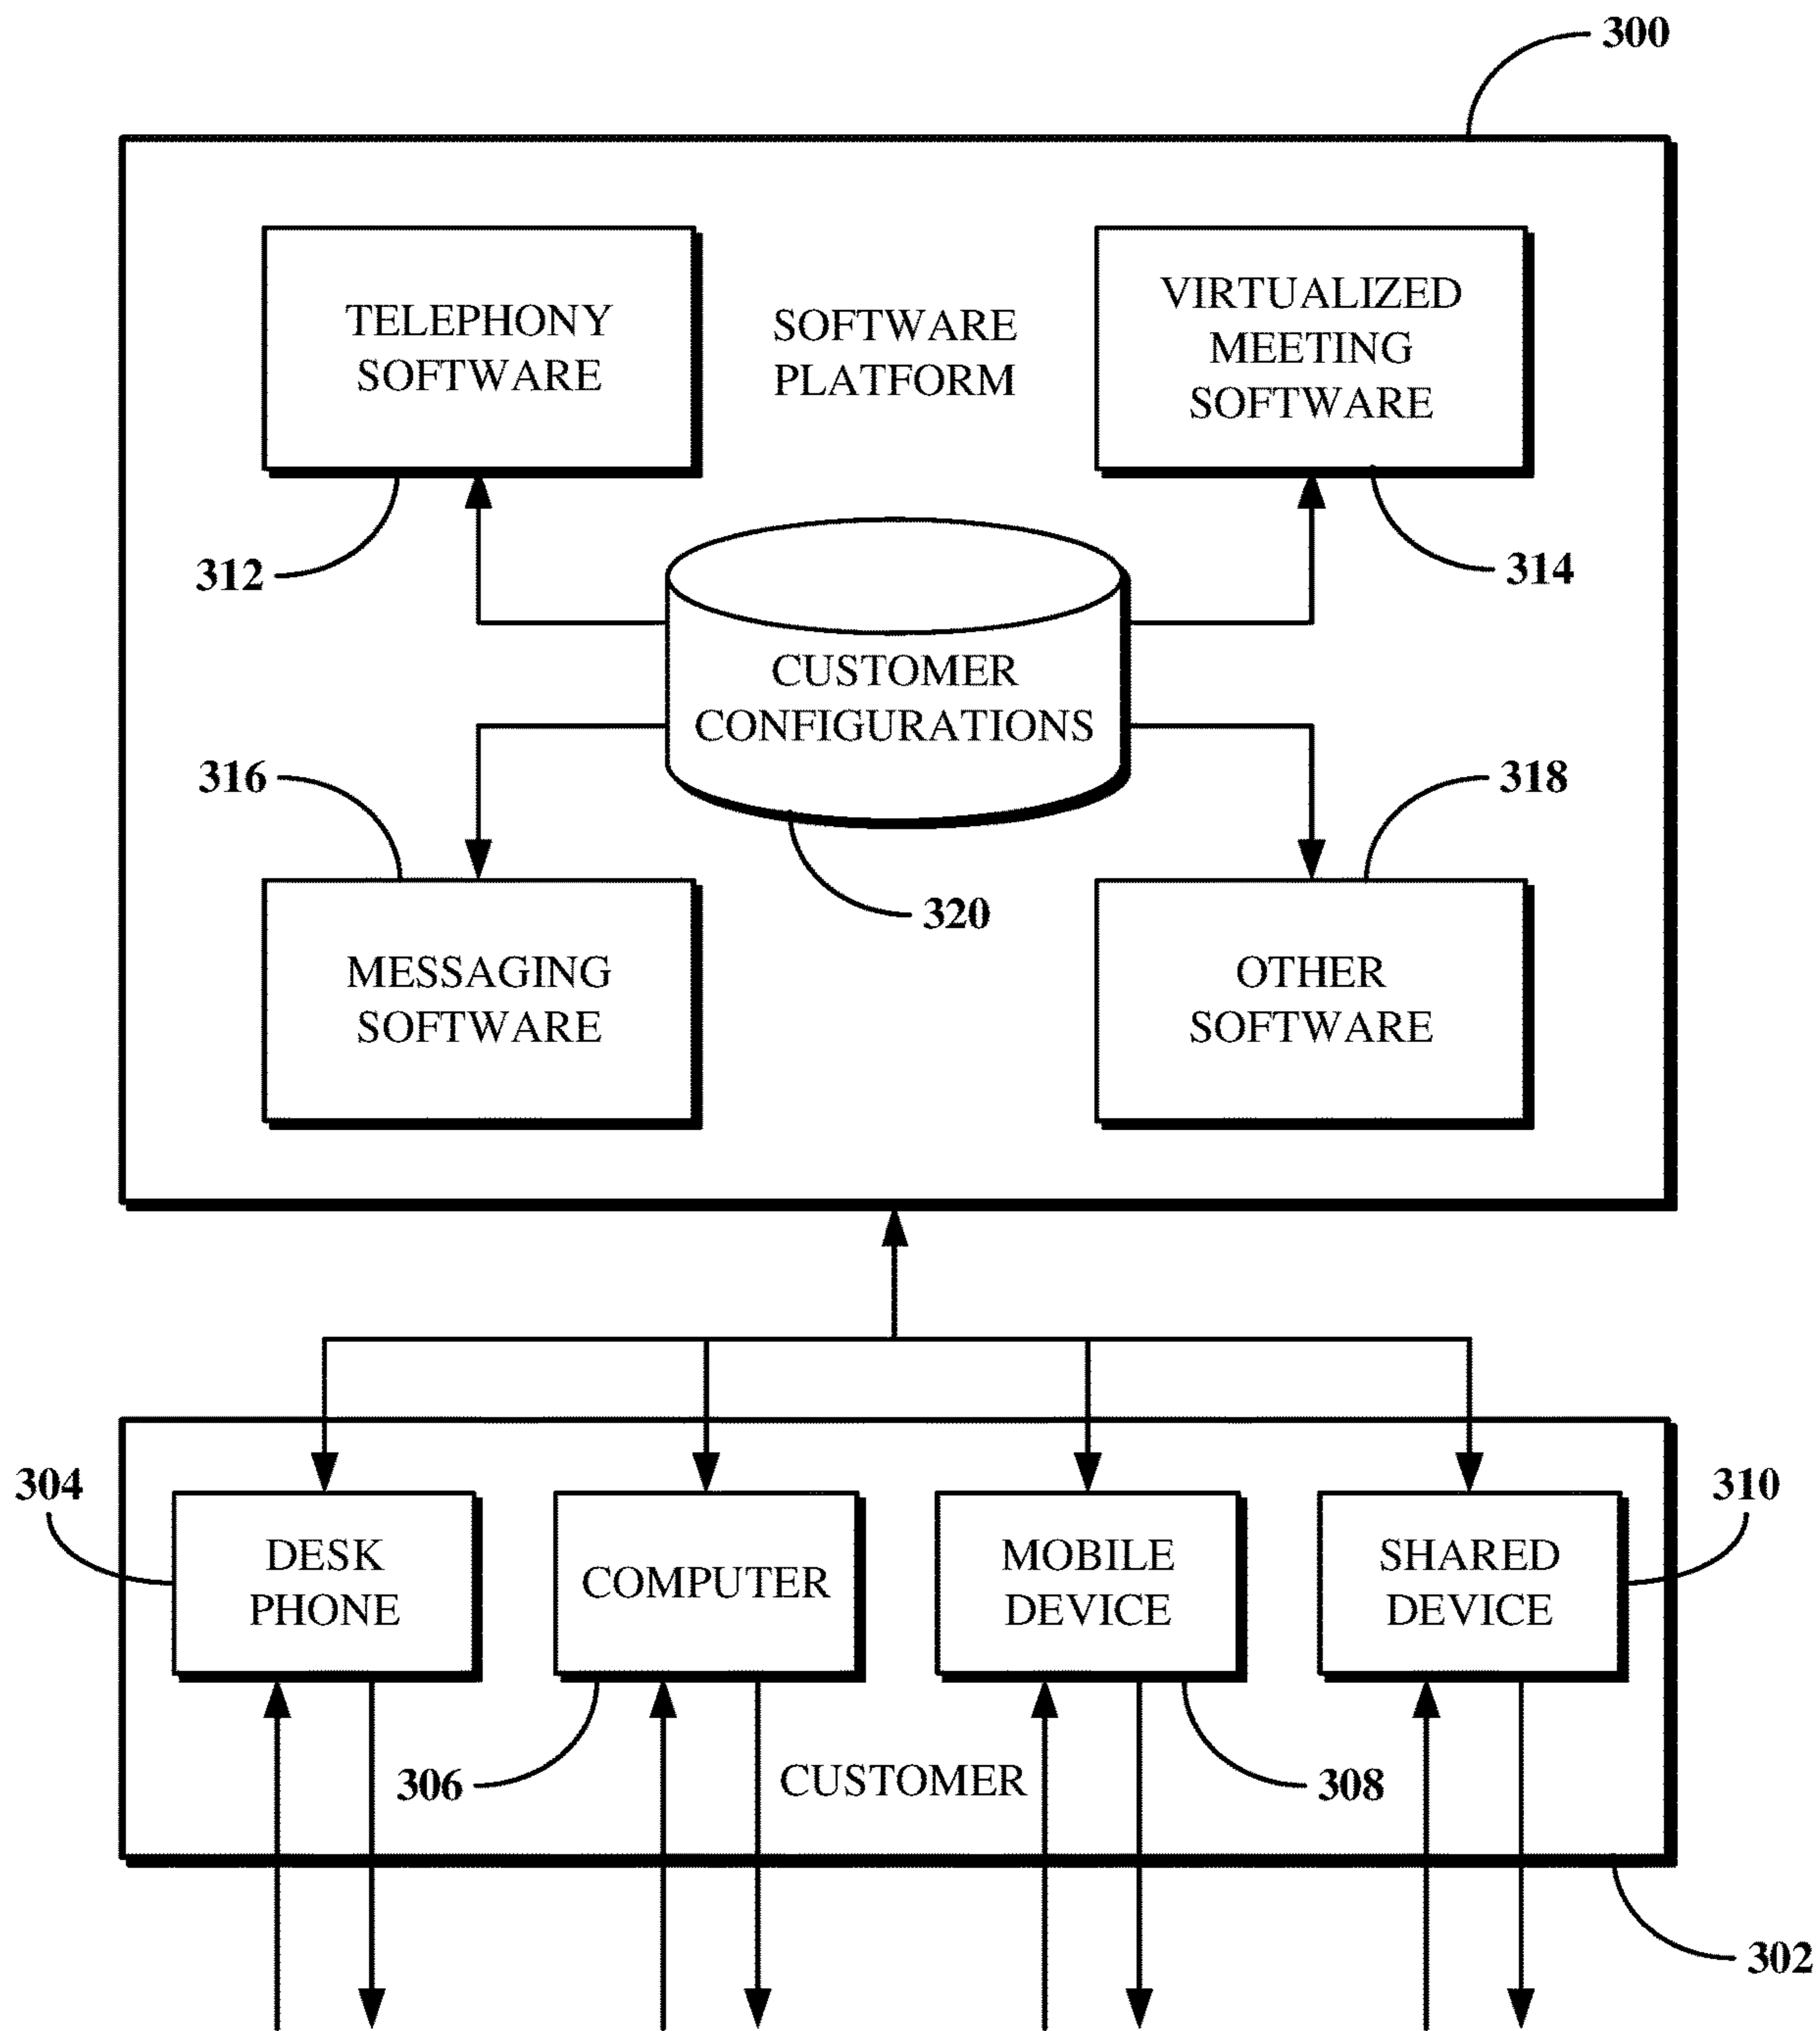 300
TELEPHONY
SOFTWARE
SOFTWARE
PLATFORM
VIRTUALIZED
MEETING
SOFTWARE
312
314
CUSTOMER
CONFIGURATIONS
316
318
320
MESSAGING
SOFTWARE
OTHER
SOFTWARE
304
310
DESK
PHONE
COMPUTER
MOBILE
DEVICE
SHARED
DEVICE
306
CUSTOMER
308
302